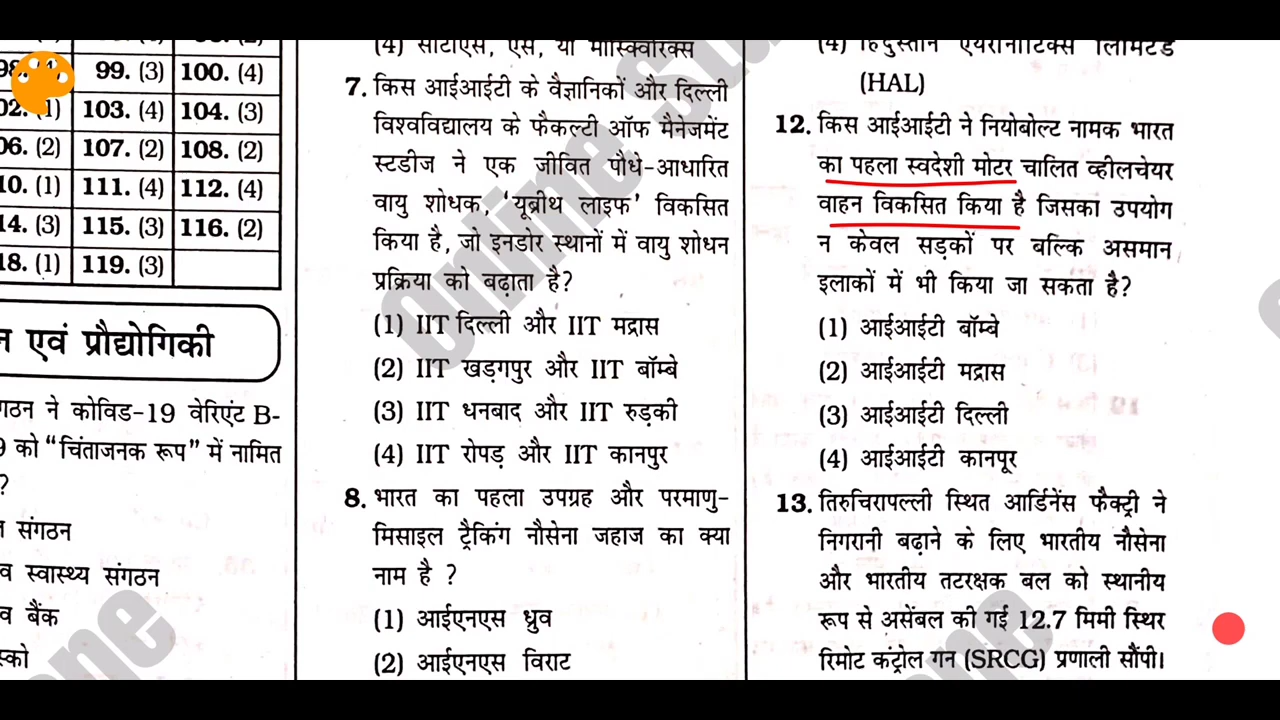 99. (3) 100. (4)
103. (4) 104. (3)
06. (2) 107. (2) 108. (2)
10. (1) 111. (4) 112. (4)
14. (3) 115. (3) 116. (2)
18. (1) 119. (3)
एवं प्रौद्योगिकी
गठन ने कोविड-19 वेरिएंट B-
9 को “चिंताजनक रूप” में नामित
?
संगठन
व स्वास्थ्य संगठन
व बैंक
स्को
(4) सीटीएस, एस, या मॉस्क्विरिक्स
7. किस आईआईटी के वैज्ञानिकों और दिल्ली
विश्वविद्यालय के फैकल्टी ऑफ मैनेजमेंट
स्टडीज ने एक जीवित पौधे-आधारित
वायु शोधक, ‘यूब्रीथ लाइफ’ विकसित
किया है, जो इनडोर स्थानों में वायु शोधन
प्रक्रिया को बढ़ाता है?
(1) IIT दिल्ली और IIT मद्रास
(2) IIT खड़गपुर और IIT बॉम्बे
(3) IIT धनबाद और IIT रुड़की
(4) IIT रोपड़ और IIT कानपुर
8. भारत का पहला उपग्रह और परमाणु-
मिसाइल ट्रैकिंग नौसेना जहाज का क्या
नाम है ?
(1) आईएनएस ध्रुव
(2) आईएनएस विराट
(4) हिंदुस्तान एयरोनॉटिक्स लिमिटेड
(HAL)
12. किस आईआईटी ने नियोबोल्ट नामक भारत
का पहला स्वदेशी मोटर चालित व्हीलचेयर
वाहन विकसित किया है जिसका उपयोग
न केवल सड़कों पर बल्कि असमान
इलाकों में भी किया जा सकता है?
(1) आईआईटी बॉम्बे
(2) आईआईटी मद्रास
(3) आईआईटी दिल्ली
(4) आईआईटी कानपूर
13. तिरुचिरापल्ली स्थित आर्डिनेंस फैक्ट्री ने
निगरानी बढ़ाने के लिए भारतीय नौसेना
और भारतीय तटरक्षक बल को स्थानीय
रूप से असेंबल की गई 12.7 मिमी स्थिर
रिमोट कंट्रोल गन (SRCG) प्रणाली सौंपी।